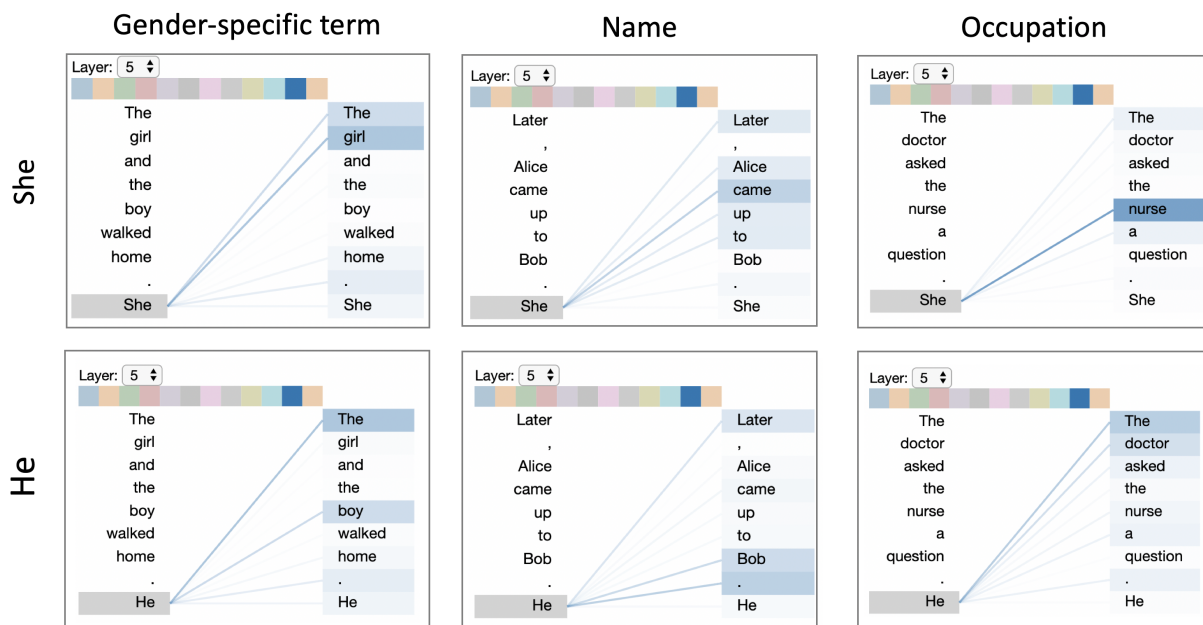 Gender-specific term Name Occupation
She
Layer: 5
The The
girl girl
and and
the the
boy boy
walked walked
home home
. .
She She
Layer: 5
Later Later
, ,
Alice Alice
came came
up up
to to
Bob Bob
. .
She She
Layer: 5
The The
doctor doctor
asked asked
the the
nurse nurse
a a
question question
. .
She She
He
Layer: 5
The The
girl girl
and and
the the
boy boy
walked walked
home home
. .
He He
Layer: 5
Later Later
, ,
Alice Alice
came came
up up
to to
Bob Bob
. .
He He
Layer: 5
The The
doctor doctor
asked asked
the the
nurse nurse
a a
question question
. .
He He